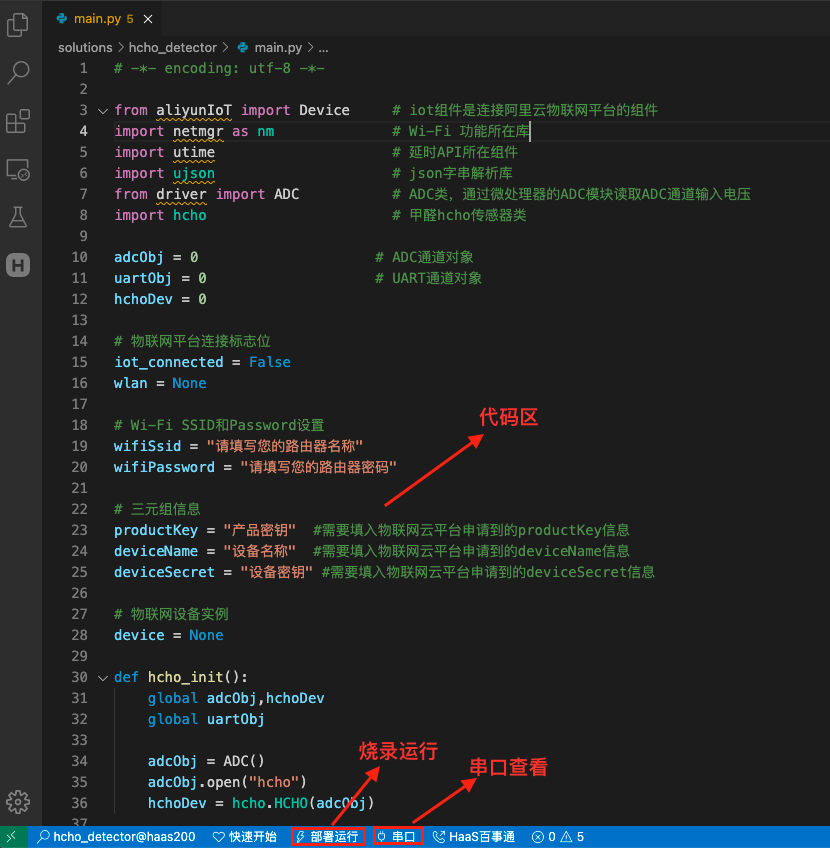 main.py 5
solutions > hcho_detector > main.py > ...
1 # -*- encoding: utf-8 -*-
2
3 from aliyunIoT import Device # iot组件是连接阿里云物联网平台的组件
4 import netmgr as nm # Wi-Fi 功能所在库
5 import utime # 延时API所在组件
6 import ujson # json字串解析库
7 from driver import ADC # ADC类，通过微处理器的ADC模块读取ADC通道输入电压
8 import hcho # 甲醛hcho传感器类
9
10 adcObj = 0 # ADC通道对象
11 uartObj = 0 # UART通道对象
12 hchoDev = 0
13
14 # 物联网平台连接标志位
15 iot_connected = False
16 wlan = None
17
18 # Wi-Fi SSID和Password设置
代码区
19 wifiSsid = "请填写您的路由器名称"
20 wifiPassword = "请填写您的路由器密码"
21
22 # 三元组信息
23 productKey = "产品密钥" #需要填入物联网云平台申请到的productKey信息
24 deviceName = "设备名称" #需要填入物联网云平台申请到的deviceName信息
25 deviceSecret = "设备密钥" #需要填入物联网云平台申请到的deviceSecret信息
26
27 # 物联网设备实例
28 device = None
29
30 def hcho_init():
31 global adcObj,hchoDev
32 global uartObj
33
34 adcObj = ADC()
烧录运行
串口查看
35 adcObj.open("hcho")
36 hchoDev = hcho.HCHO(adcObj)
37
hcho_detector@haas200 快速开始 部署运行 串口 HaaS百事通 0 5